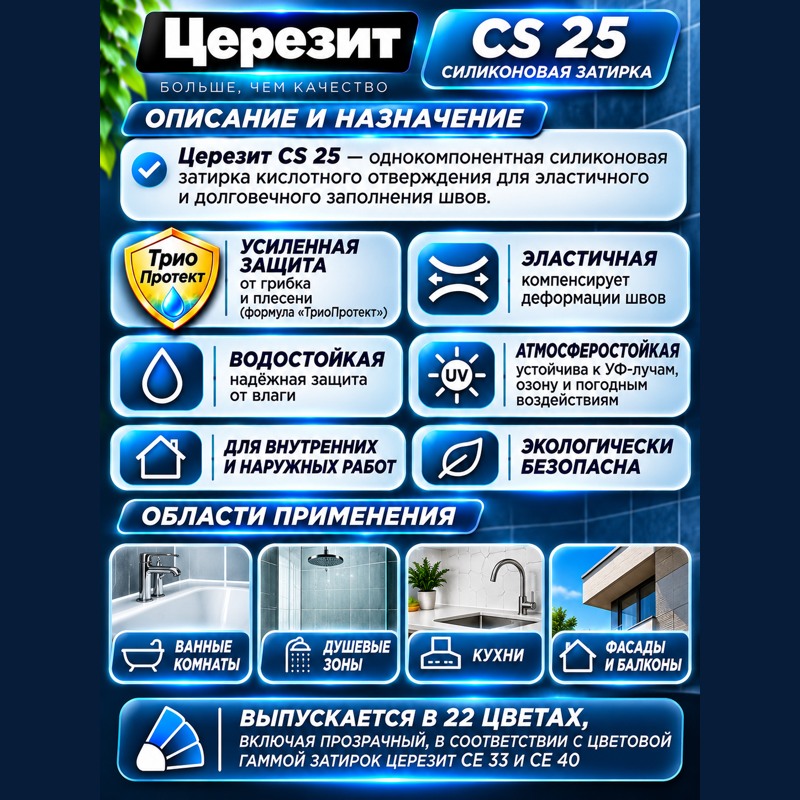 Церезит
БОЛЬШЕ, ЧЕМ КАЧЕСТВО
CS 25
СИЛИКОНОВАЯ ЗАТИРКА
ОПИСАНИЕ И НАЗНАЧЕНИЕ
Церезит CS 25 — однокомпонентная силиконовая
затирка кислотного отверждения для эластичного
и долговечного заполнения швов.
Трио
Протект
УСИЛЕННАЯ
ЗАЩИТА
от грибка
и плесени
(формула «ТриоПротект»)
ЭЛАСТИЧНАЯ
компенсирует
деформации швов
ВОДОСТОЙКАЯ
надёжная защита
от влаги
UV
АТМОСФЕРОСТОЙКАЯ
устойчива к УФ-лучам,
озону и погодным
воздействиям
ДЛЯ ВНУТРЕННИХ
И НАРУЖНЫХ РАБОТ
ЭКОЛОГИЧЕСКИ
БЕЗОПАСНА
ОБЛАСТИ ПРИМЕНЕНИЯ
ВАННЫЕ
КОМНАТЫ
ДУШЕВЫЕ
ЗОНЫ
КУХНИ
ФАСАДЫ
И БАЛКОНЫ
ВЫПУСКАЕТСЯ В 22 ЦВЕТАХ,
ВКЛЮЧАЯ ПРОЗРАЧНЫЙ, В СООТВЕТСТВИИ С ЦВЕТОВОЙ
ГАММОЙ ЗАТИРОК ЦЕРЕЗИТ CE 33 И CE 40